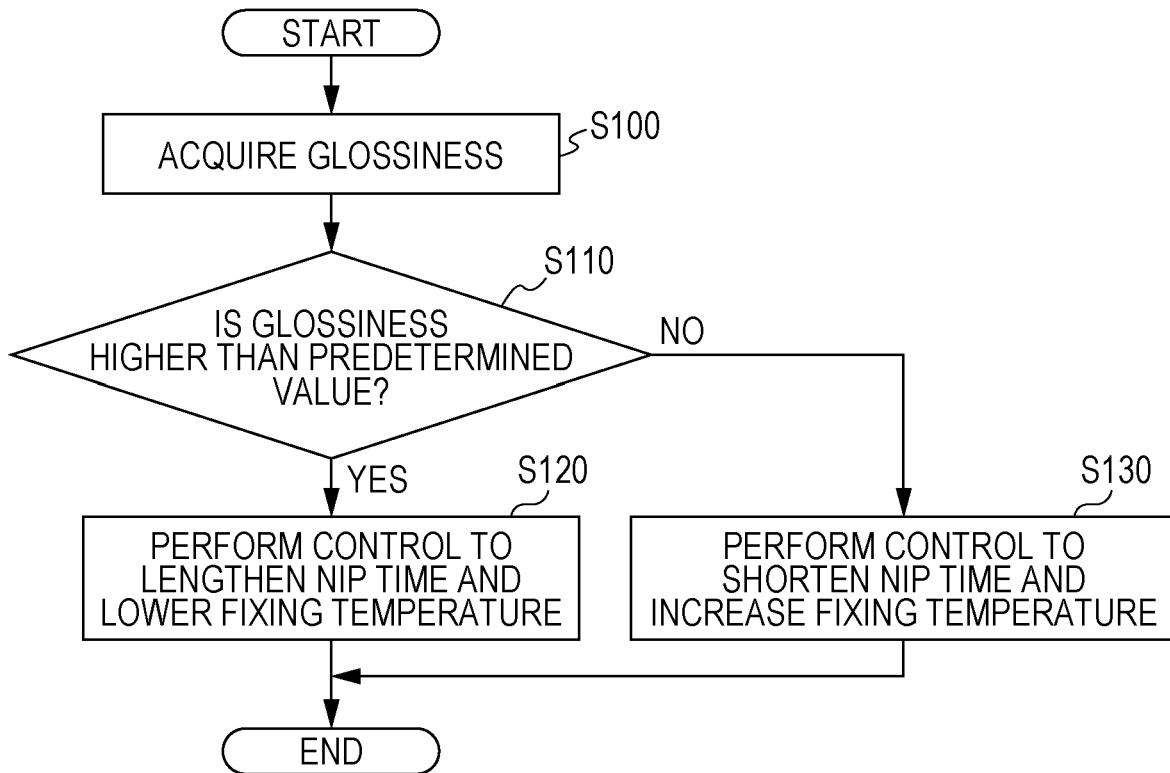 START
S100
ACQUIRE GLOSSINESS
S110
IS GLOSSINESS
HIGHER THAN PREDETERMINED
VALUE?
NO
YES
S120
PERFORM CONTROL TO
LENGTHEN NIP TIME AND
LOWER FIXING TEMPERATURE
S130
PERFORM CONTROL TO
SHORTEN NIP TIME AND
INCREASE FIXING TEMPERATURE
END